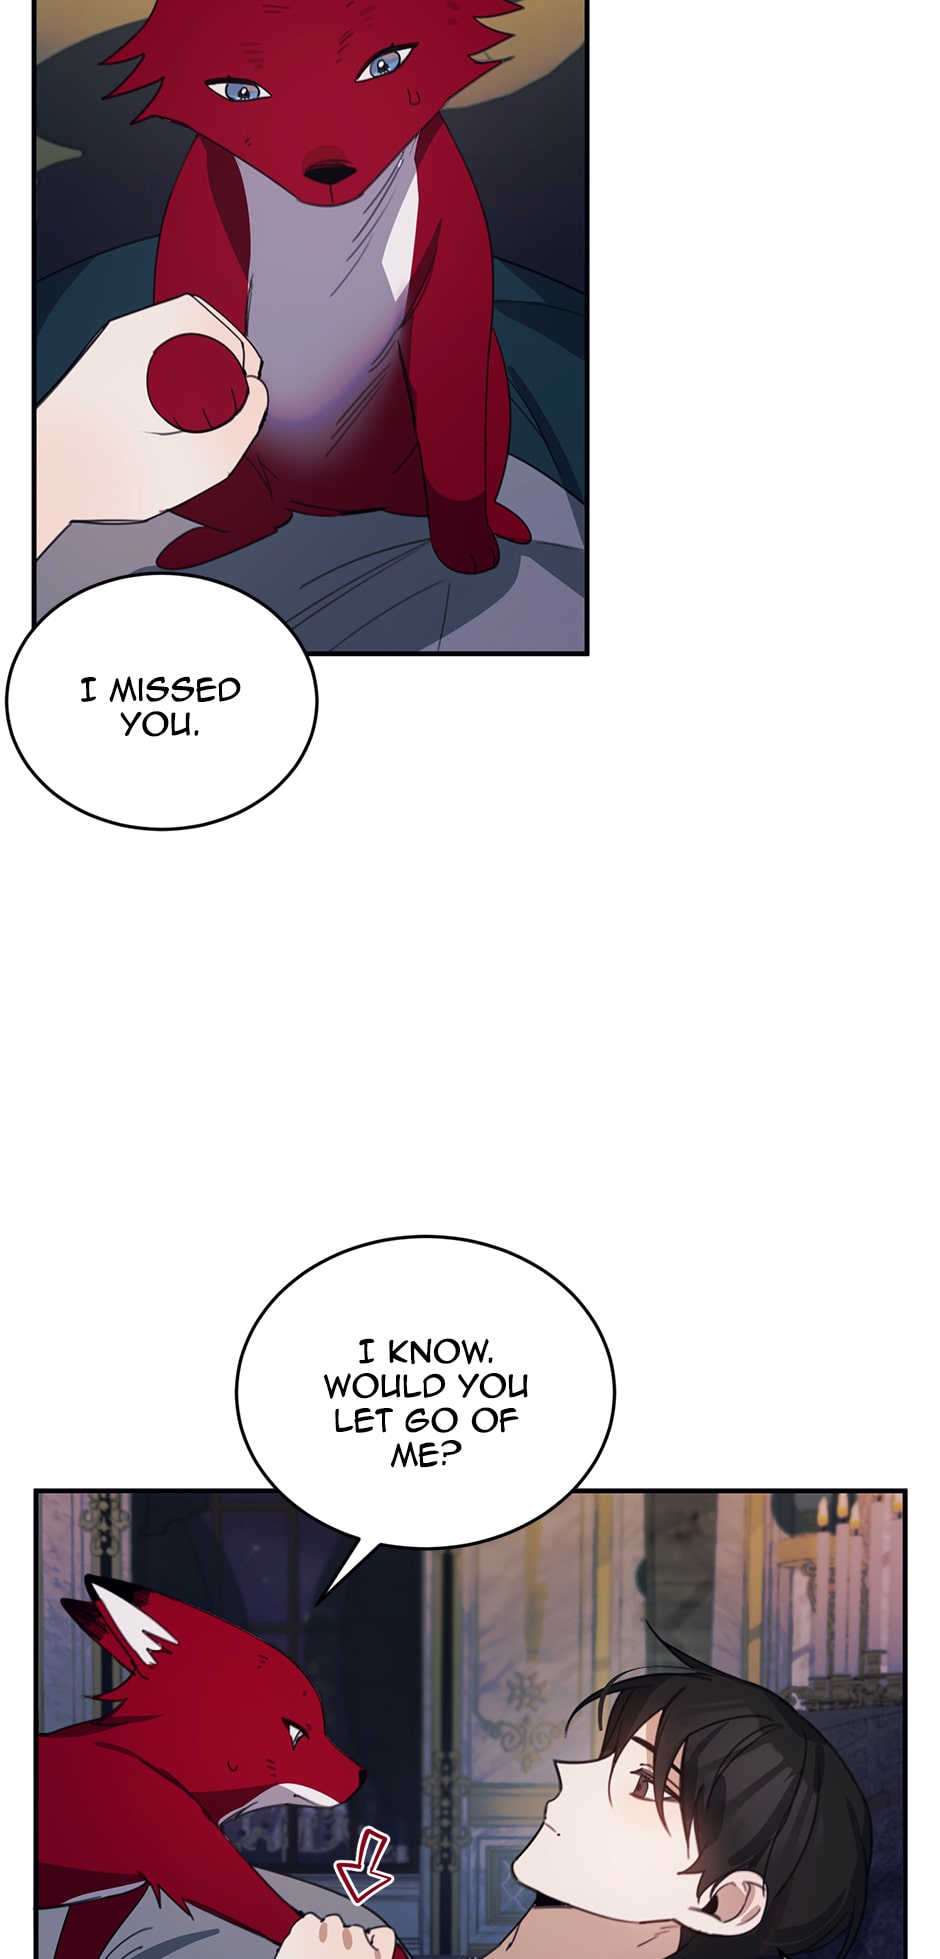 I MISSED
YOU.
I KNOW.
WOULD YOU
LET GO OF
ME?